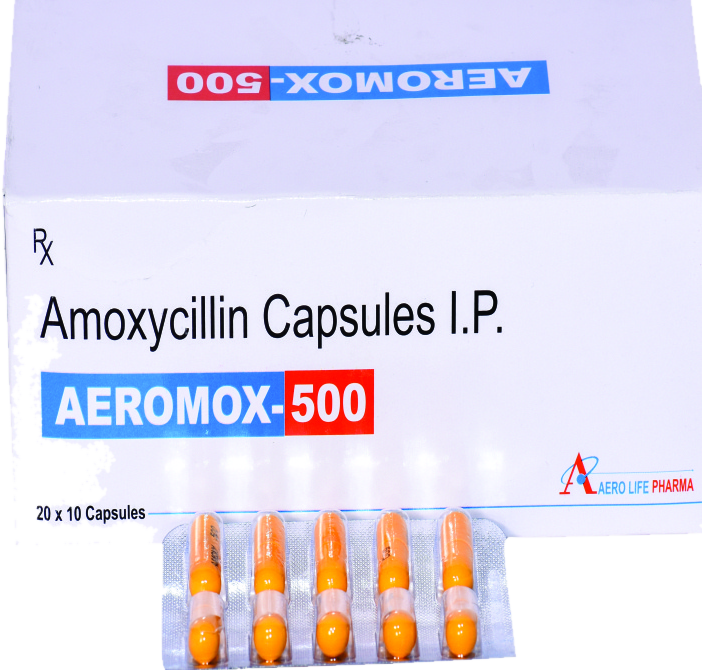 AEROMOX-500
Rx
Amoxycillin Capsules I.P.
AEROMOX-500
AERO LIFE PHARMA
20 x 10 Capsules